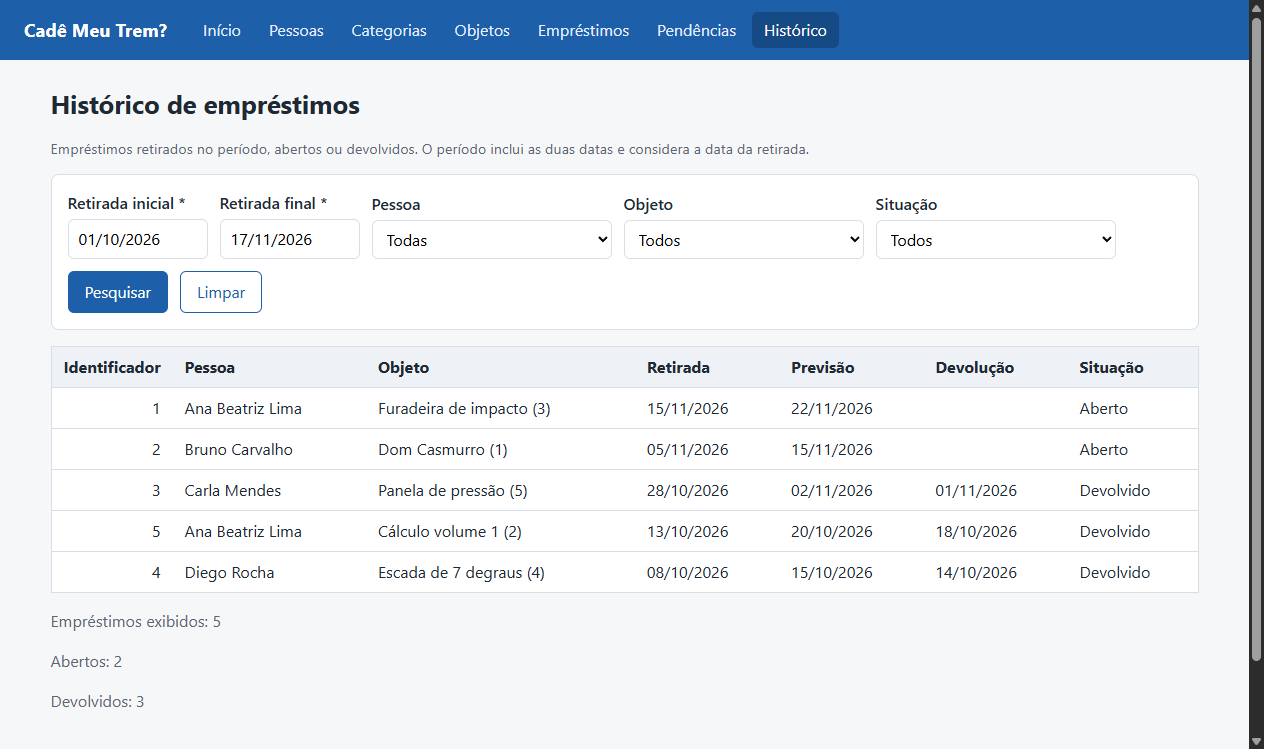 Cadê Meu Trem? Início Pessoas Categorias Objetos Empréstimos Pendências Histórico
Histórico de empréstimos
Empréstimos retirados no período, abertos ou devolvidos. O período inclui as duas datas e considera a data da retirada.
Retirada inicial * Retirada final * Pessoa Objeto Situação
01/10/2026 17/11/2026 Todas Todos Todos
Pesquisar Limpar
Identificador Pessoa Objeto Retirada Previsão Devolução Situação
1 Ana Beatriz Lima Furadeira de impacto (3) 15/11/2026 22/11/2026 Aberto
2 Bruno Carvalho Dom Casmurro (1) 05/11/2026 15/11/2026 Aberto
3 Carla Mendes Panela de pressão (5) 28/10/2026 02/11/2026 01/11/2026 Devolvido
5 Ana Beatriz Lima Cálculo volume 1 (2) 13/10/2026 20/10/2026 18/10/2026 Devolvido
4 Diego Rocha Escada de 7 degraus (4) 08/10/2026 15/10/2026 14/10/2026 Devolvido
Empréstimos exibidos: 5
Abertos: 2
Devolvidos: 3